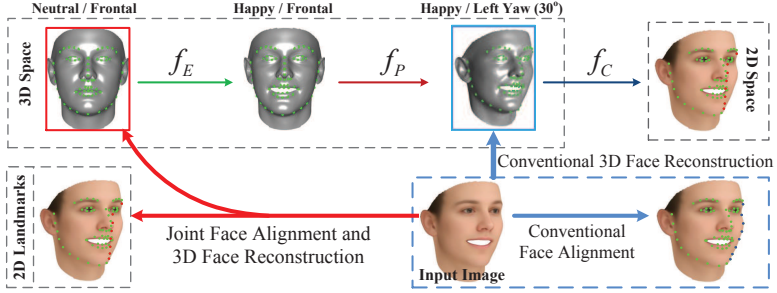 Neutral / Frontal
Happy / Frontal
Happy / Left Yaw (30°)
3D Space
f_E
f_P
f_C
2D Space
Conventional 3D Face Reconstruction
2D Landmarks
Joint Face Alignment and
3D Face Reconstruction
Input Image
Conventional
Face Alignment